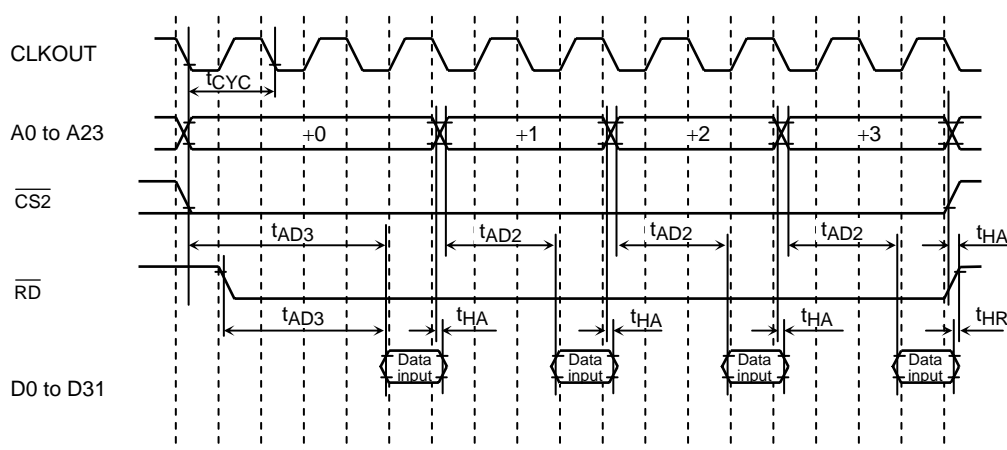 CLKOUT
tCYC
A0 to A23
+0 +1 +2 +3
CS2
tAD3 tAD2 tAD2 tAD2 tHA
RD
tAD3 tHA tHA tHA tHR
Data input Data input Data input Data input
D0 to D31